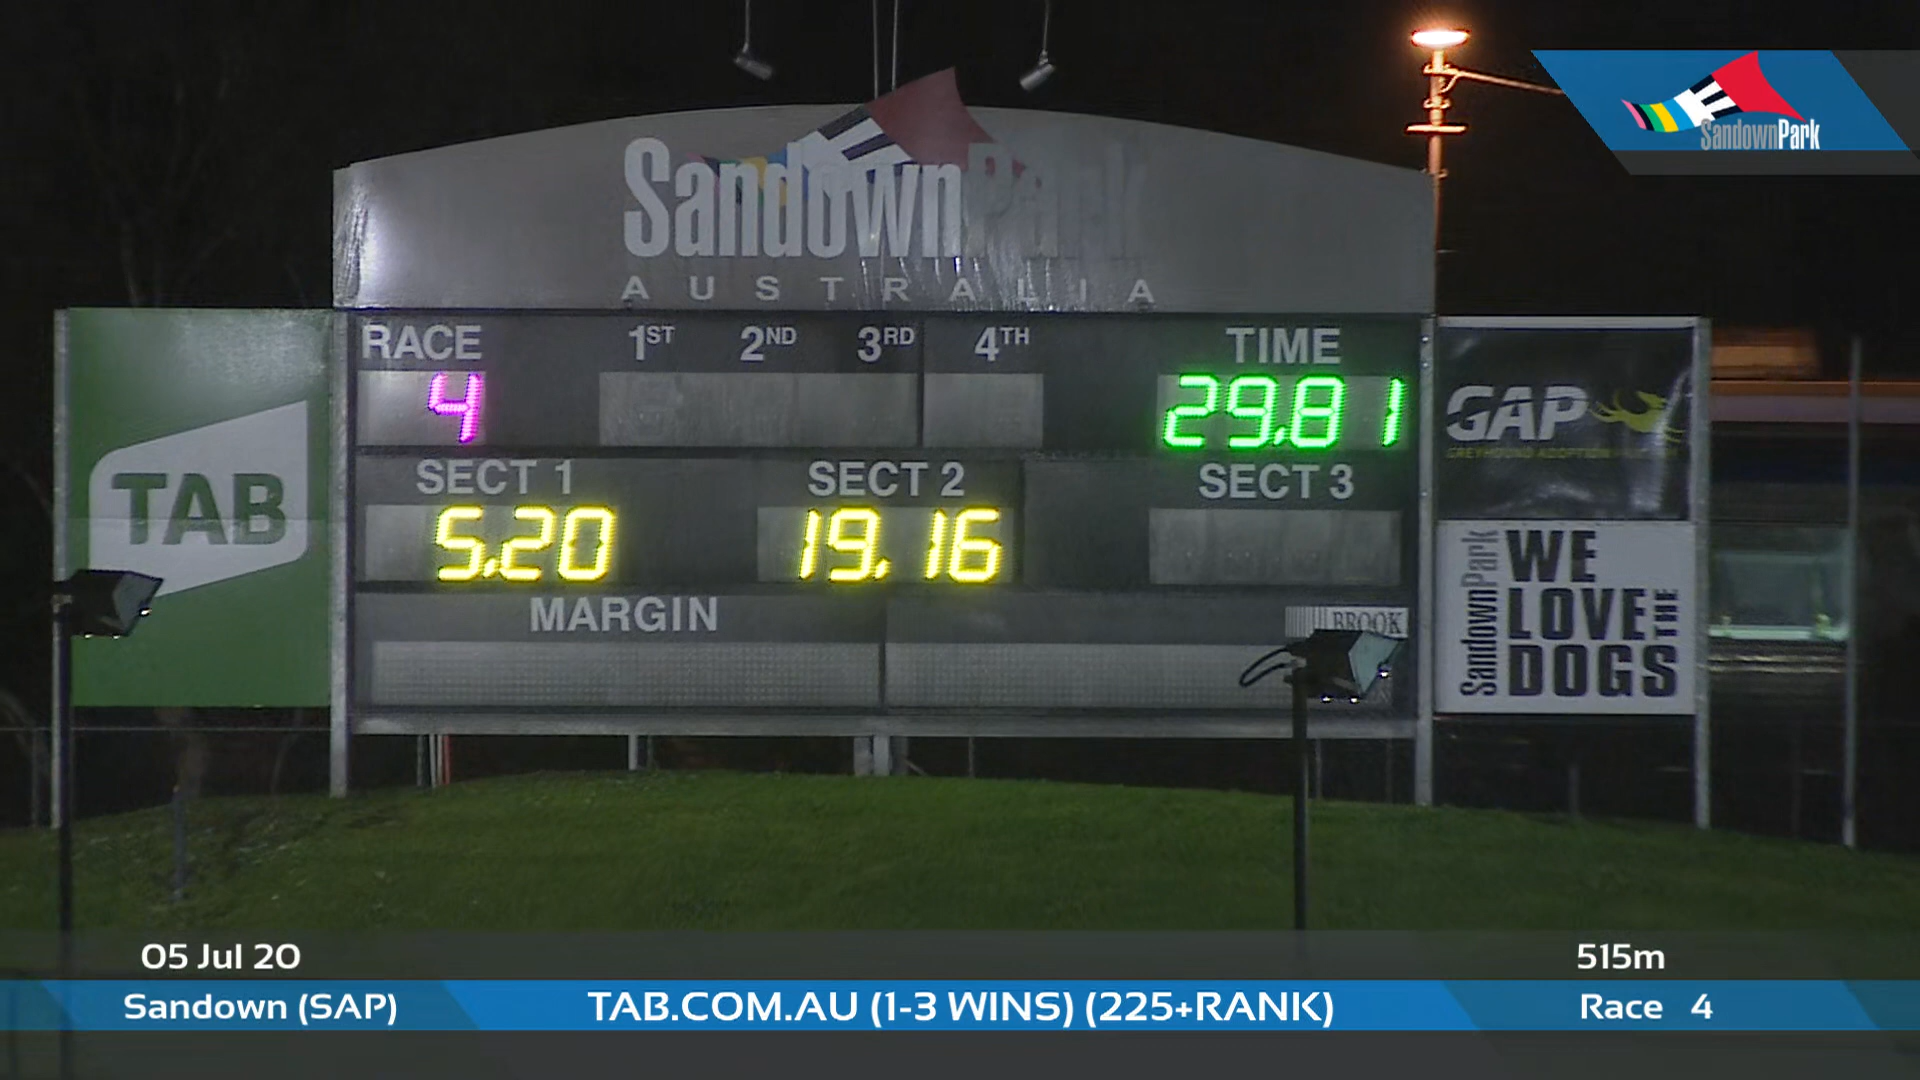 SandownPark
SandownPark
AUSTRALIA
RACE 1ST 2ND 3RD 4TH TIME
4 29.81
SECT 1 SECT 2 SECT 3
5.20 19.16
MARGIN
BROOK
TAB
GAP
GREYHOUND ADOPTION
SandownPark
WE
LOVE
THE
DOGS
05 Jul 20 515m
Sandown (SAP) TAB.COM.AU (1-3 WINS) (225+RANK) Race 4